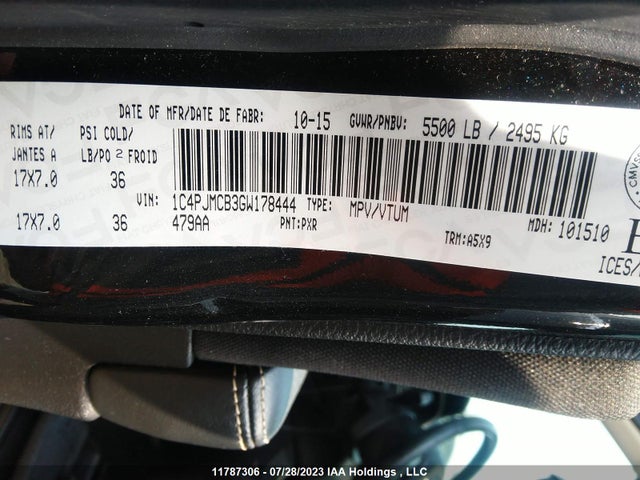 DATE OF MFR/DATE DE FABR: 10-15 GVWR/PNBV: 5500 LB / 2495 KG
RIMS AT/ PSI COLD/
JANTES A LB/PO 2 FROID
17X7.0 36
VIN: 1C4PJMCB3GW178444 TYPE: MPV/VTUM MDH: 101510
17X7.0 36 479AA PNT: PXR TRM: A5X9
ICES/
11787306 - 07/28/2023 IAA Holdings , LLC